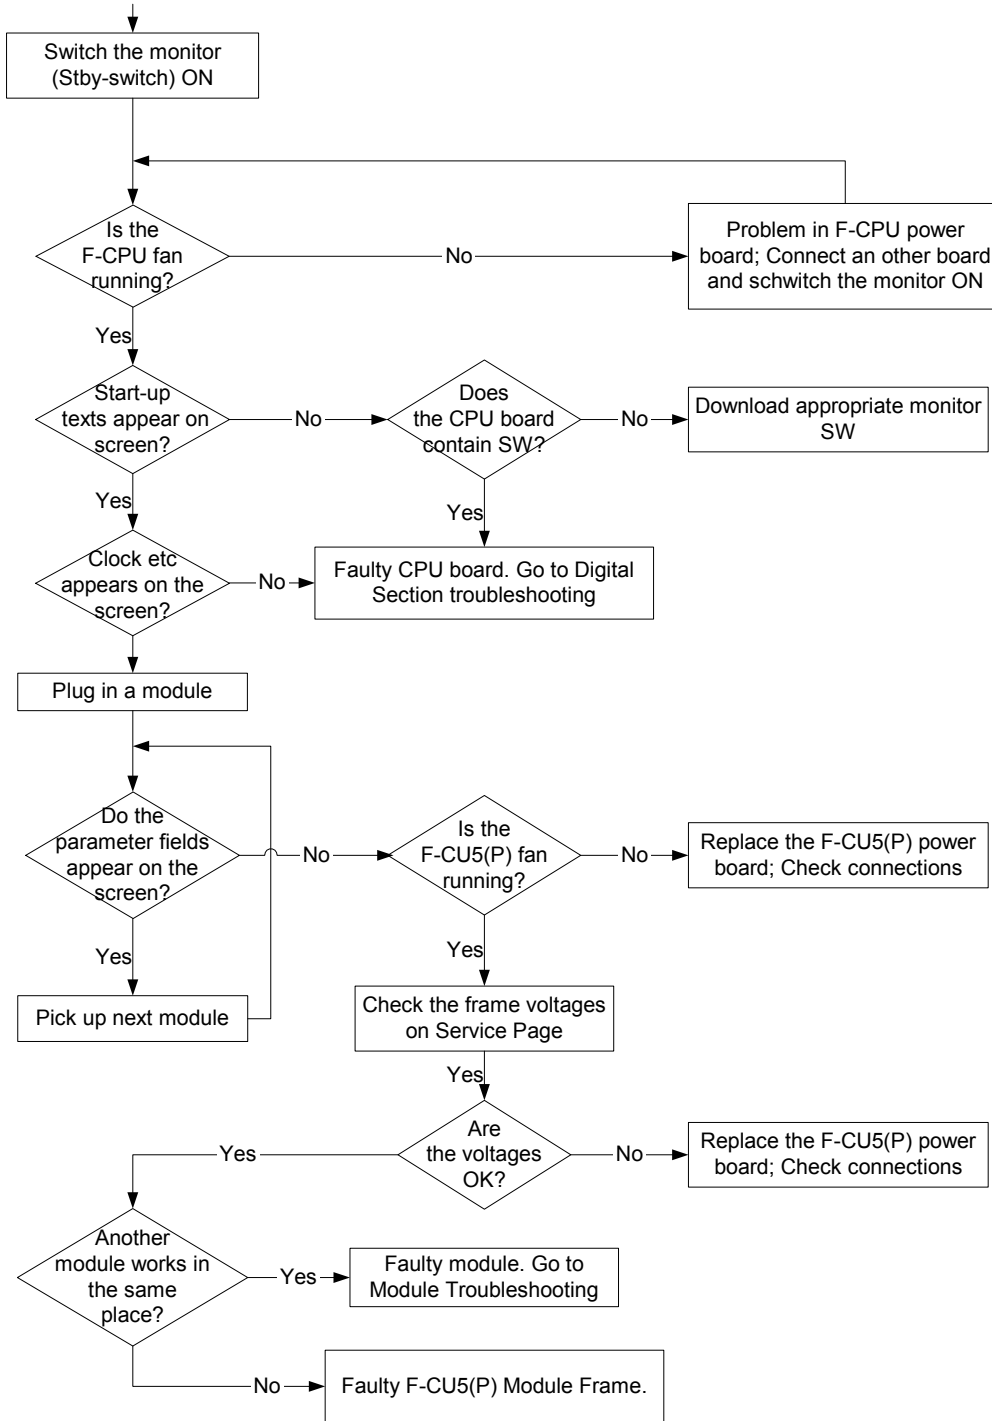 Switch the monitor
(Stby-switch) ON
Is the
F-CPU fan
running?
No
Problem in F-CPU power
board; Connect an other board
and schwitch the monitor ON
Yes
Start-up
texts appear on
screen?
No
Does
the CPU board
contain SW?
No
Download appropriate monitor
SW
Yes
Yes
Clock etc
appears on the
screen?
No
Faulty CPU board. Go to Digital
Section troubleshooting
Plug in a module
Do the
parameter fields
appear on the
screen?
No
Is the
F-CU5(P) fan
running?
No
Replace the F-CU5(P) power
board; Check connections
Yes
Yes
Pick up next module
Check the frame voltages
on Service Page
Yes
Are
the voltages
OK?
Yes
No
Replace the F-CU5(P) power
board; Check connections
Another
module works in
the same
place?
Yes
Faulty module. Go to
Module Troubleshooting
No
Faulty F-CU5(P) Module Frame.